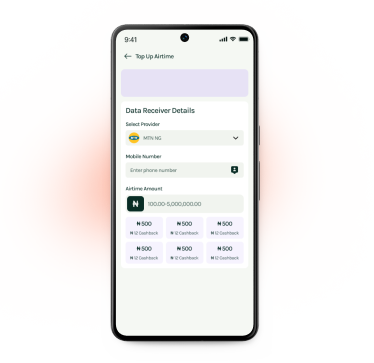 9:41
Top Up Airtime
Data Receiver Details
Select Provider
MTN NG
Mobile Number
Enter phone number
Airtime Amount
₦ 100.00-5,000,000.00
₦ 500 ₦ 500 ₦ 500
₦ 12 Cashback ₦ 12 Cashback ₦ 12 Cashback
₦ 500 ₦ 500 ₦ 500
₦ 12 Cashback ₦ 12 Cashback ₦ 12 Cashback